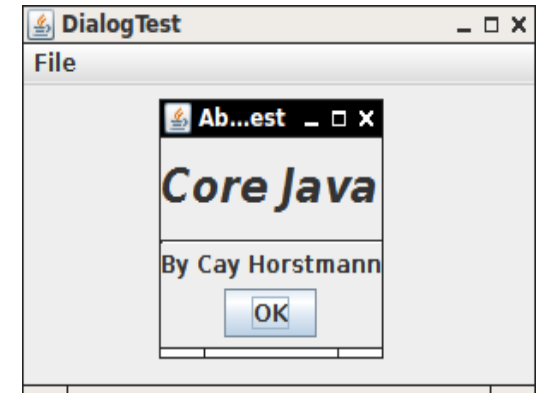 DialogTest
File
Ab...est
Core Java
By Cay Horstmann
OK